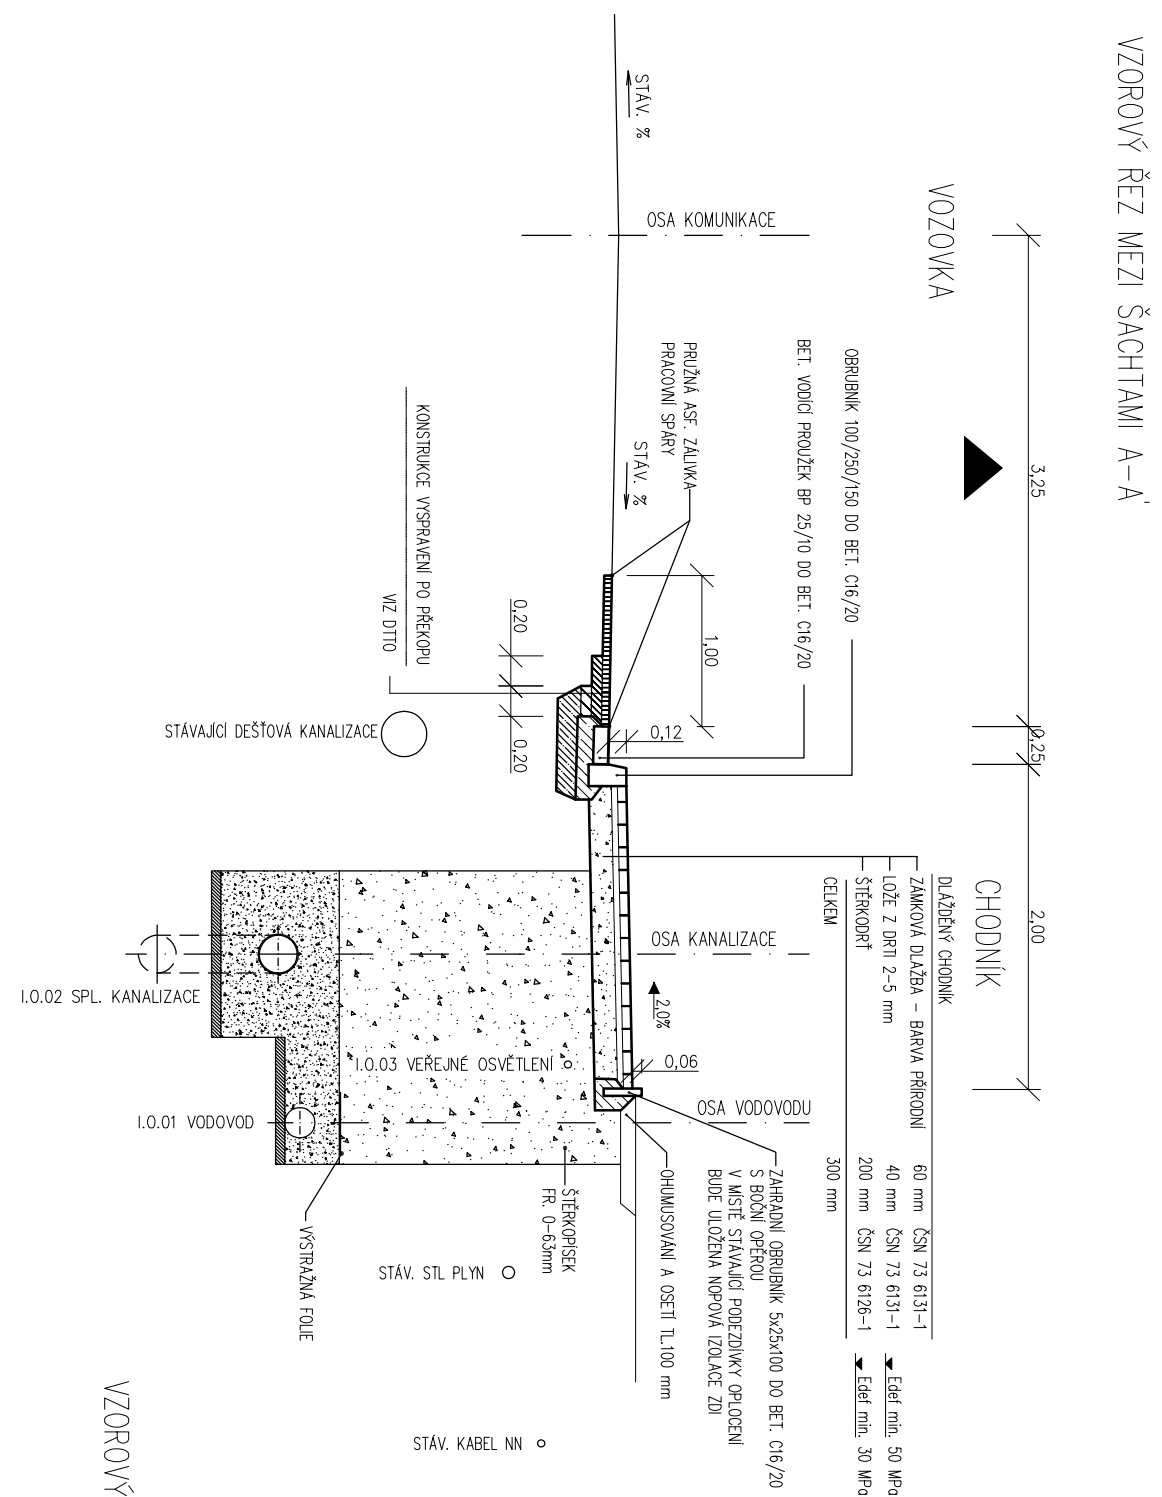 VZOROVÝ ŘEZ MEZI ŠACHTAMI A-A'
VOZOVKA
CHODNÍK
3,25
0,25
2,00
OSA KOMUNIKACE
STÁV. %
STÁV. %
OBRUBNÍK 100/250/150 DO BET. C16/20
BET. VODÍCÍ PROUŽEK BP 25/10 DO BET. C16/20
PRUŽNÁ ASF. ZÁLIVKA
PRACOVNÍ SPÁRY
1,00
0,12
KONSTRUKCE VYSPRAVENÍ PO PŘEKOPU
VIZ DTTO
0,20
0,20
STÁVAJÍCÍ DEŠŤOVÁ KANALIZACE
DLÁŽDĚNÝ CHODNÍK
ZÁMKOVÁ DLAŽBA - BARVA PŘÍRODNÍ 60 mm ČSN 73 6131-1
LOŽE Z DRTI 2-5 mm 40 mm ČSN 73 6131-1 Edef min. 50 MPa
ŠTĚRKODRŤ 200 mm ČSN 73 6126-1 Edef min. 30 MPa
CELKEM 300 mm
OSA KANALIZACE
2,0%
0,06
I.O.02 SPL. KANALIZACE
I.O.03 VEŘEJNÉ OSVĚTLENÍ
I.O.01 VODOVOD
OSA VODOVODU
ZAHRADNÍ OBRUBNÍK 5x25x100 DO BET. C16/20
S BOČNÍ OPĚROU
V MÍSTĚ STÁVAJÍCÍ PODEZDÍVKY OPLOCENÍ
BUDE ULOŽENA NOPOVÁ IZOLACE ZDI
OHUMUSOVÁNÍ A OSETÍ TL.100 mm
ŠTĚRKOPÍSEK
FR. 0-63mm
VÝSTRAŽNÁ FOLIE
STÁV. STL PLYN
STÁV. KABEL NN
VZOROVÝ